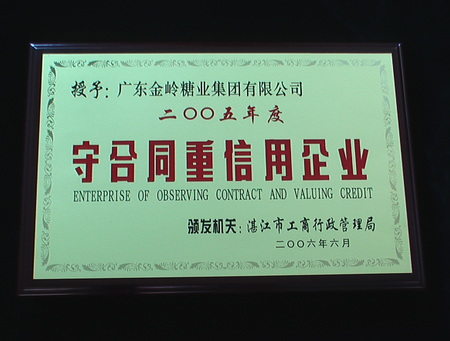 授予：广东金岭糖业集团有限公司
二〇〇五年度
守合同重信用企业
ENTERPRISE OF OBSERVING CONTRACT AND VALUING CREDIT
颁发机关：湛江市工商行政管理局
二〇〇六年六月